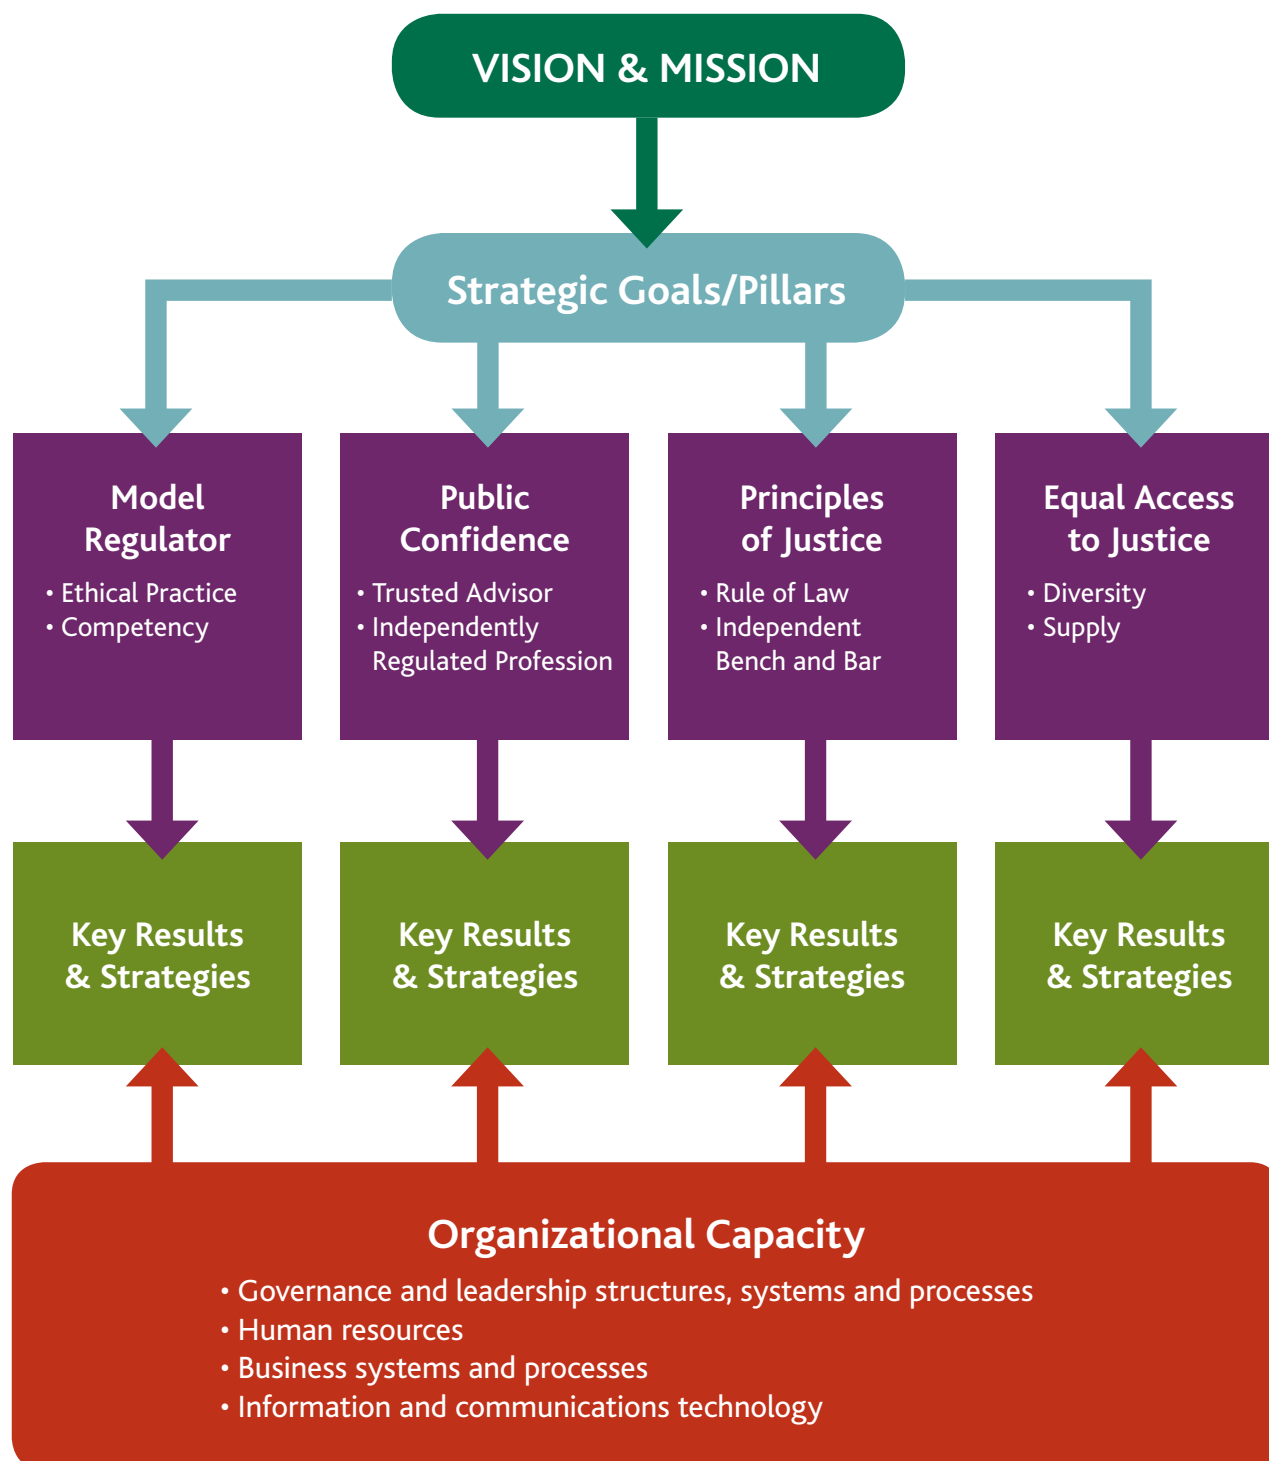 VISION & MISSION
Strategic Goals/Pillars
Model
Regulator
• Ethical Practice
• Competency
Public
Confidence
• Trusted Advisor
• Independently
Regulated Profession
Principles
of Justice
• Rule of Law
• Independent
Bench and Bar
Equal Access
to Justice
• Diversity
• Supply
Key Results
& Strategies
Key Results
& Strategies
Key Results
& Strategies
Key Results
& Strategies
Organizational Capacity
• Governance and leadership structures, systems and processes
• Human resources
• Business systems and processes
• Information and communications technology